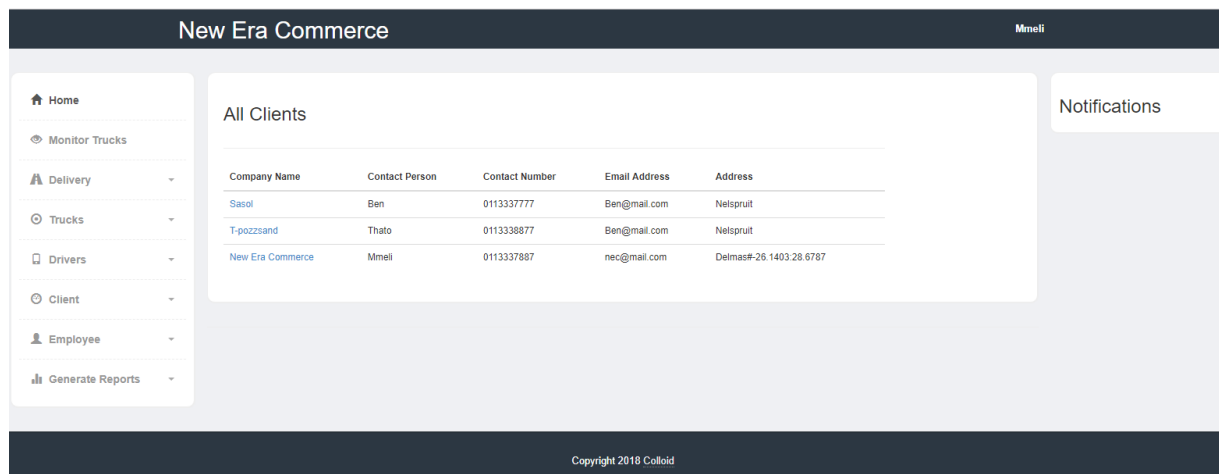 New Era Commerce
Mmeli
Home
Monitor Trucks
Delivery
Trucks
Drivers
Client
Employee
Generate Reports
All Clients
Company Name Contact Person Contact Number Email Address Address
Sasol Ben 0113337777 Ben@mail.com Nelspruit
T-pozzsand Thato 0113338877 Ben@mail.com Nelspruit
New Era Commerce Mmeli 0113337887 nec@mail.com Delmas#-26.1403:28.6787
Notifications
Copyright 2018 Colloid